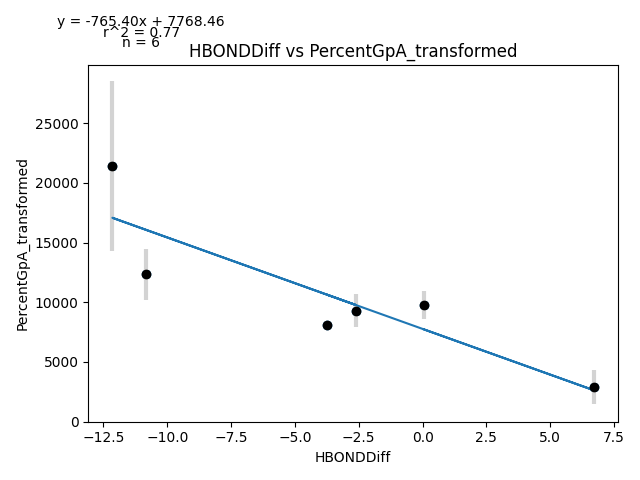 y = -765.40x + 7768.46
r^2 = 0.77
n = 6
HBONDDiff vs PercentGpA_transformed
25000
20000
15000
10000
5000
0
PercentGpA_transformed
−12.5 −10.0 −7.5 −5.0 −2.5 0.0 2.5 5.0 7.5
HBONDDiff